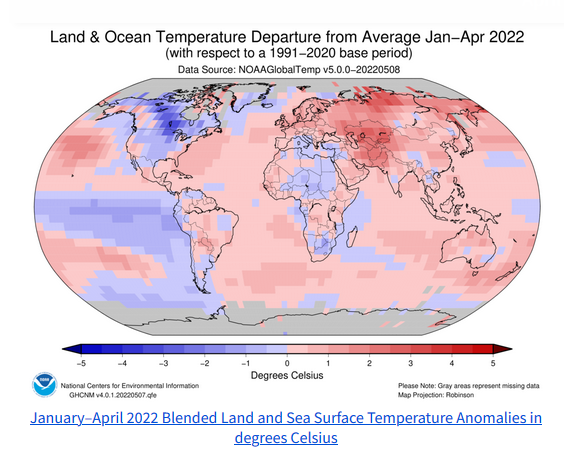 Land & Ocean Temperature Departure from Average Jan–Apr 2022
(with respect to a 1991–2020 base period)
Data Source: NOAAGlobalTemp v5.0.0–20220508
−5 −4 −3 −2 −1 0 1 2 3 4 5
Degrees Celsius
National Centers for Environmental Information
GHCNM v4.0.1.20220507.qfe
Please Note: Gray areas represent missing data
Map Projection: Robinson
January–April 2022 Blended Land and Sea Surface Temperature Anomalies in
degrees Celsius